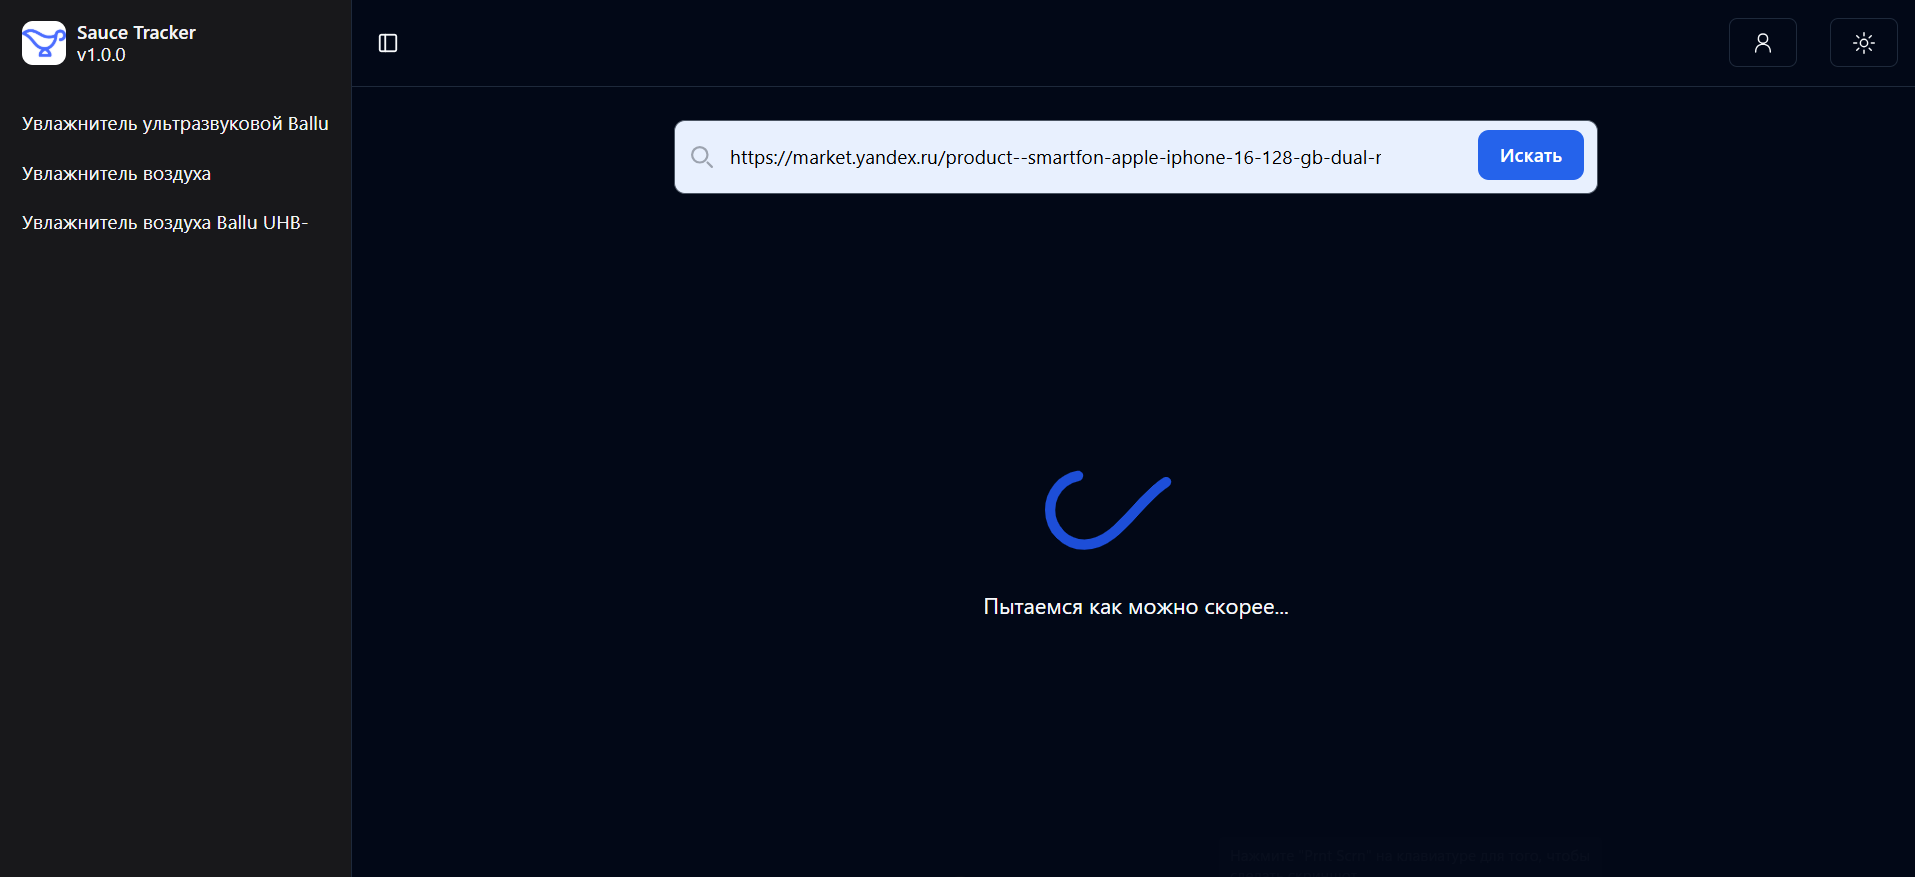 Sauce Tracker
v1.0.0
Увлажнитель ультразвуковой Ballu
Увлажнитель воздуха
Увлажнитель воздуха Ballu UHB-
https://market.yandex.ru/product--smartfon-apple-iphone-16-128-gb-dual-r
Искать
Пытаемся как можно скорее...